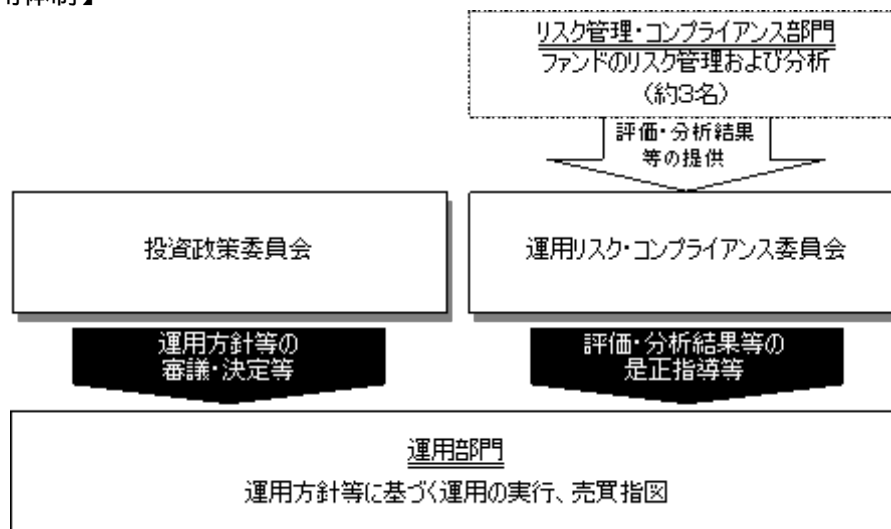 リスク管理・コンプライアンス部門
ファンドのリスク管理および分析
(約3名)
評価・分析結果
等の提供
投資政策委員会
運用リスク・コンプライアンス委員会
運用方針等の
審議・決定等
評価・分析結果等の
是正指導等
運用部門
運用方針等に基づく運用の実行、売買指図